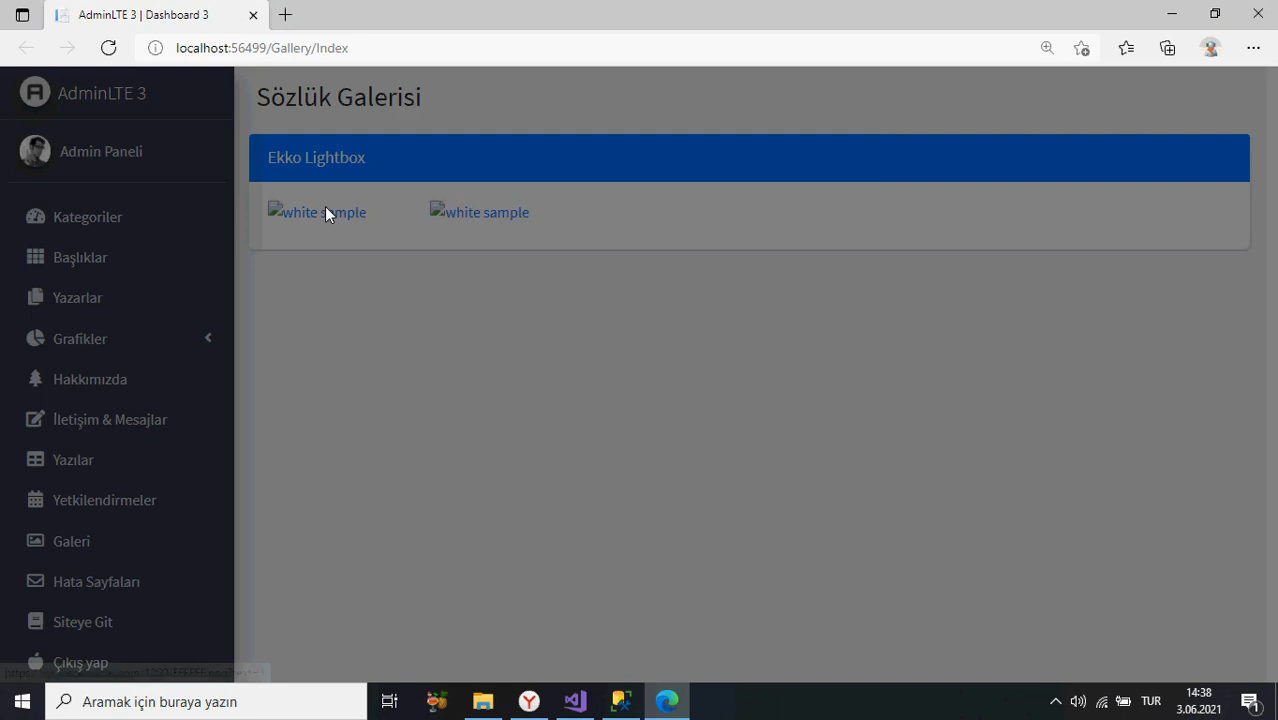 AdminLTE 3 | Dashboard 3
localhost:56499/Gallery/Index
AdminLTE 3
Admin Paneli
Kategoriler
Başlıklar
Yazarlar
Grafikler
Hakkımızda
İletişim & Mesajlar
Yazılar
Yetkilendirmeler
Galeri
Hata Sayfaları
Siteye Git
Çıkış yap
Sözlük Galerisi
Ekko Lightbox
white sample
white sample
Aramak için buraya yazın
TUR
14:38
3.06.2021
1